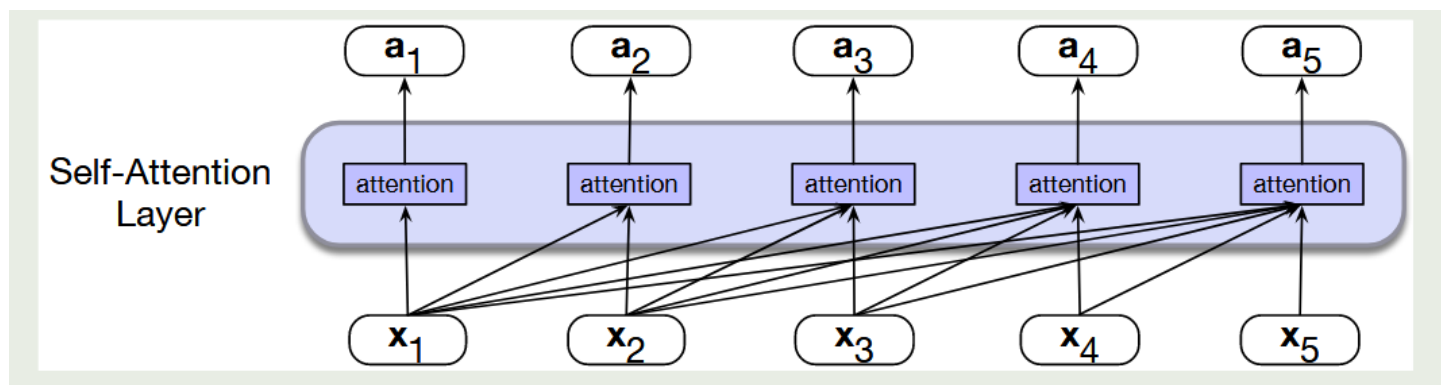 a1 a2 a3 a4 a5
Self-Attention
Layer
attention attention attention attention attention
x1 x2 x3 x4 x5